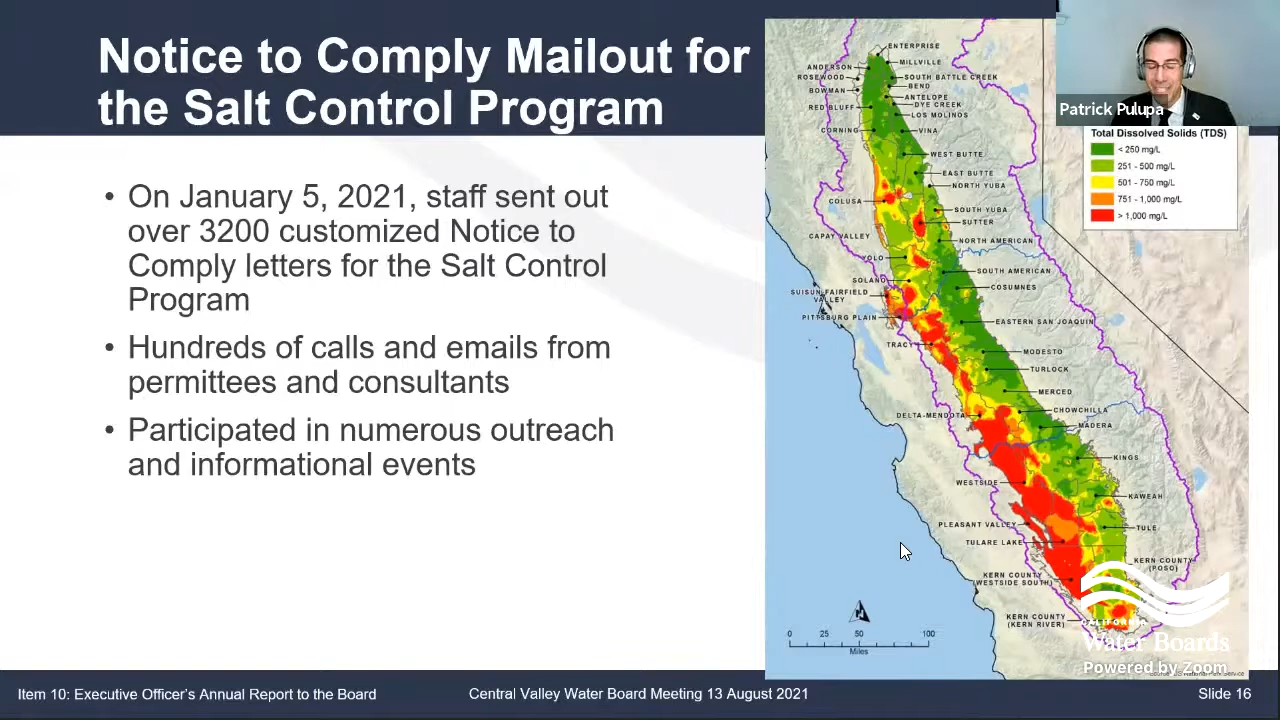 Notice to Comply Mailout for
the Salt Control Program
• On January 5, 2021, staff sent out
over 3200 customized Notice to
Comply letters for the Salt Control
Program
• Hundreds of calls and emails from
permittees and consultants
• Participated in numerous outreach
and informational events
Patrick Pulupa
Total Dissolved Solids (TDS)
< 250 mg/L
251 - 500 mg/L
501 - 750 mg/L
751 - 1,000 mg/L
> 1,000 mg/L
ENTERPRISE
ANDERSON
MILLVILLE
ROSEWOOD
SOUTH BATTLE CREEK
BOWMAN
BEND
ANTELOPE
RED BLUFF
DYE CREEK
LOS MOLINOS
CORNING
VINA
WEST BUTTE
EAST BUTTE
NORTH YUBA
COLUSA
SOUTH YUBA
SUTTER
CAPAY VALLEY
NORTH AMERICAN
YOLO
SOUTH AMERICAN
SOLANO
COSUMNES
SUISUN-FAIRFIELD
VALLEY
PITTSBURG PLAIN
EASTERN SAN JOAQUIN
TRACY
MODESTO
TURLOCK
MERCED
DELTA-MENDOTA
CHOWCHILLA
MADERA
KINGS
WESTSIDE
KAWEAH
PLEASANT VALLEY
TULE
TULARE LAKE
KERN COUNTY
(POSO)
KERN COUNTY
(WESTSIDE SOUTH)
KERN COUNTY
(KERN RIVER)
0 25 50 100
Miles
CALIFORNIA
Water Boards
Powered by Zoom
Item 10: Executive Officer's Annual Report to the Board
Central Valley Water Board Meeting 13 August 2021
Slide 16